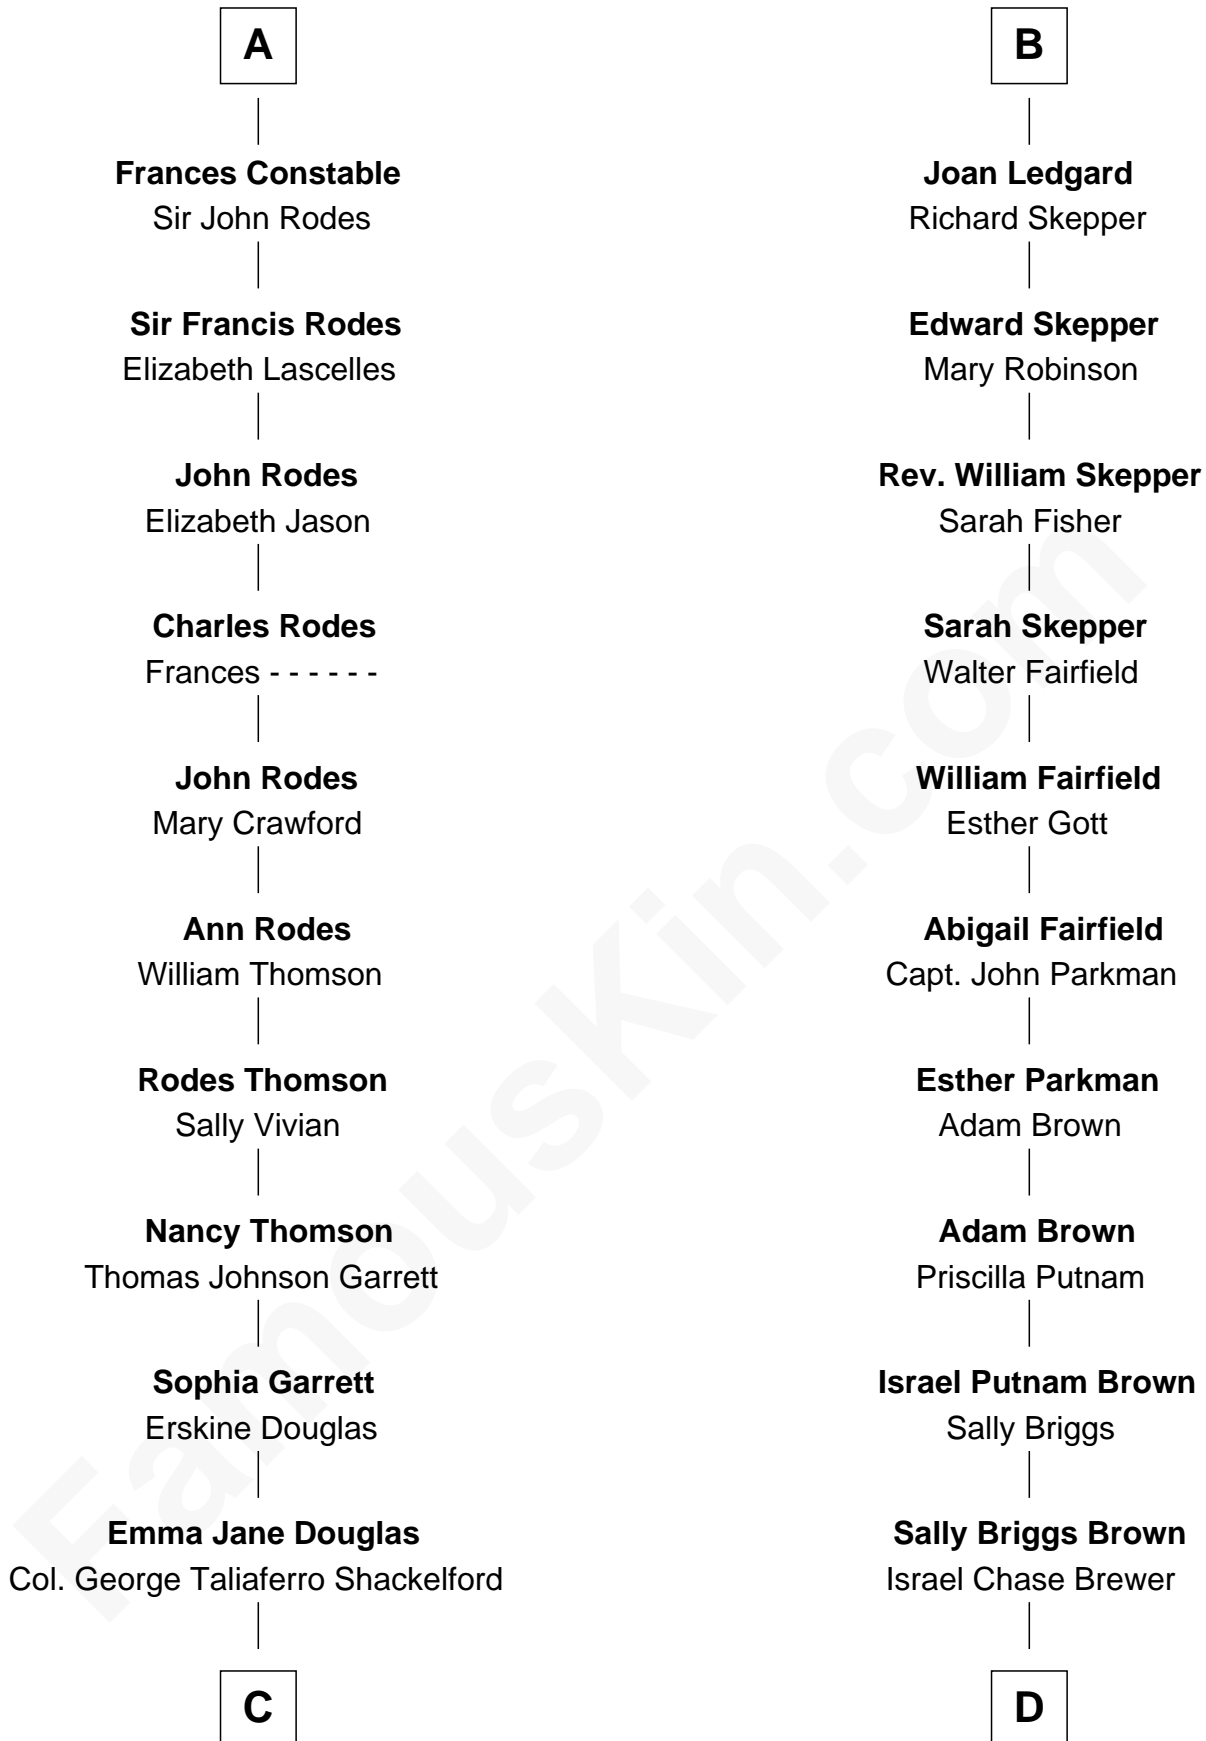 A
Frances Constable
Sir John Rodes
Sir Francis Rodes
Elizabeth Lascelles
John Rodes
Elizabeth Jason
Charles Rodes
Frances - - - - - -
John Rodes
Mary Crawford
Ann Rodes
William Thomson
Rodes Thomson
Sally Vivian
Nancy Thomson
Thomas Johnson Garrett
Sophia Garrett
Erskine Douglas
Emma Jane Douglas
Col. George Taliaferro Shackelford
C
B
Joan Ledgard
Richard Skepper
Edward Skepper
Mary Robinson
Rev. William Skepper
Sarah Fisher
Sarah Skepper
Walter Fairfield
William Fairfield
Esther Gott
Abigail Fairfield
Capt. John Parkman
Esther Parkman
Adam Brown
Adam Brown
Priscilla Putnam
Israel Putnam Brown
Sally Briggs
Sally Briggs Brown
Israel Chase Brewer
D
FamousKin.com